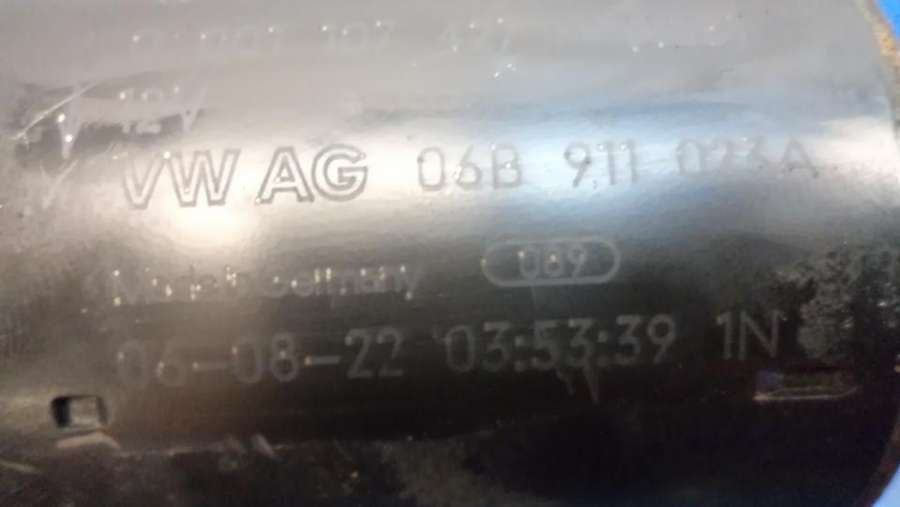 VW AG 06B 911 023A
Made in Germany 089
06-08-22 03:53:39 1N